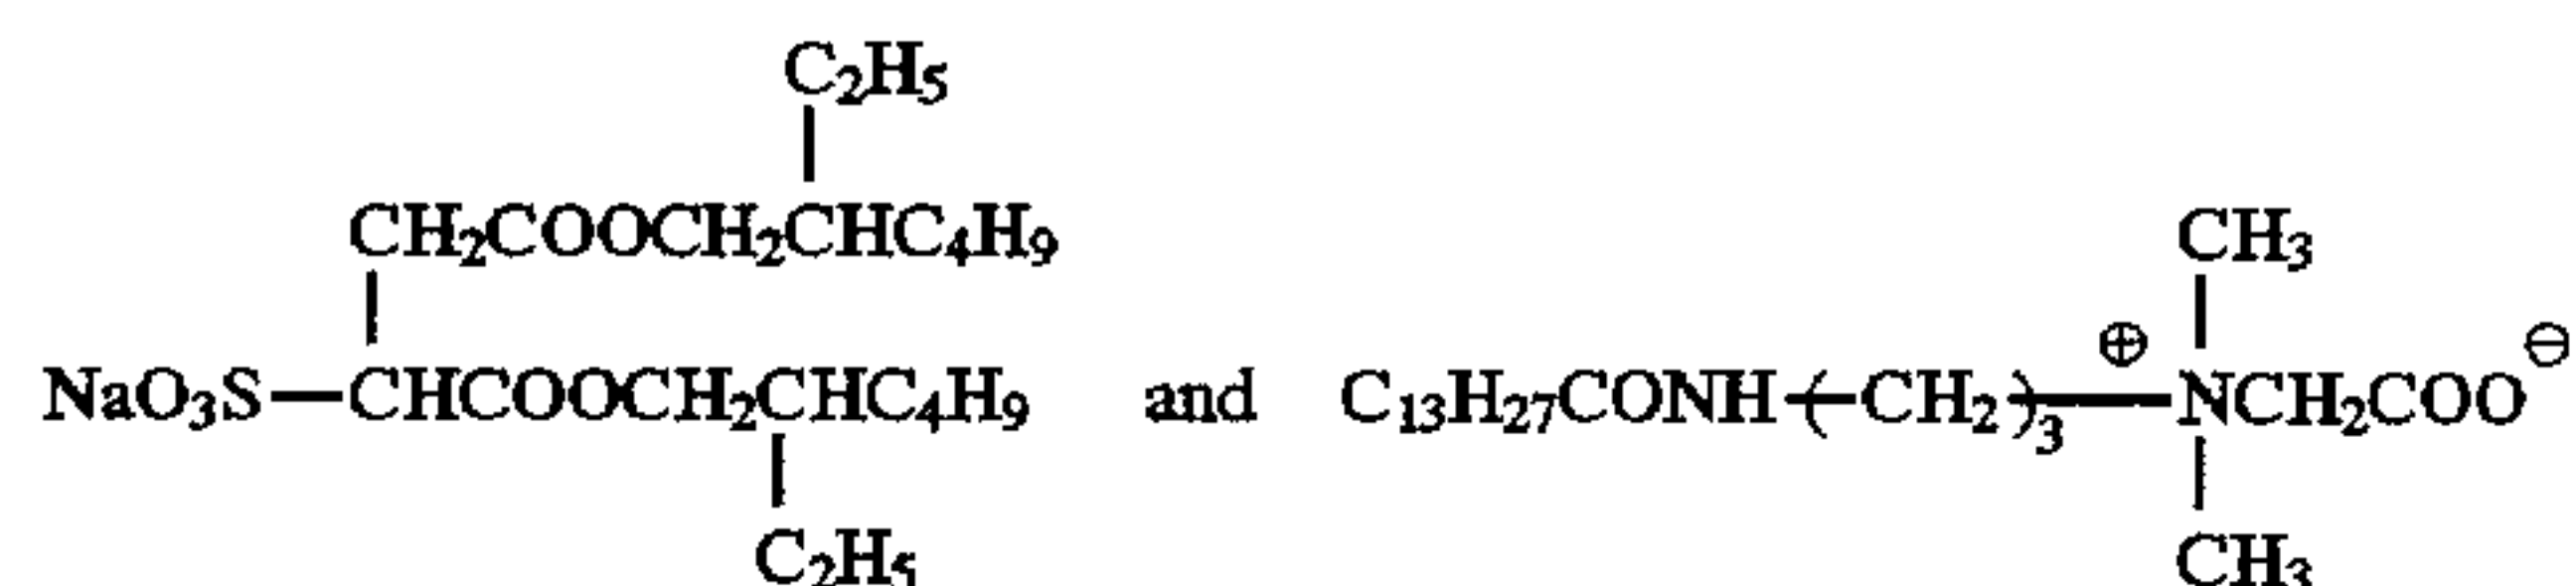 C2H5
CH2COOCH2CHC4H9
CH3
⊕ ⊖
NaO3S—CHCOOCH2CHC4H9 and C13H27CONH—(CH2)3—NCH2COO
C2H5
CH3